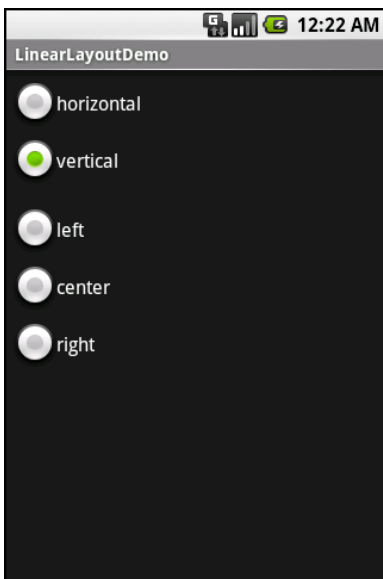 G
12:22 AM
LinearLayoutDemo
horizontal
vertical
left
center
right